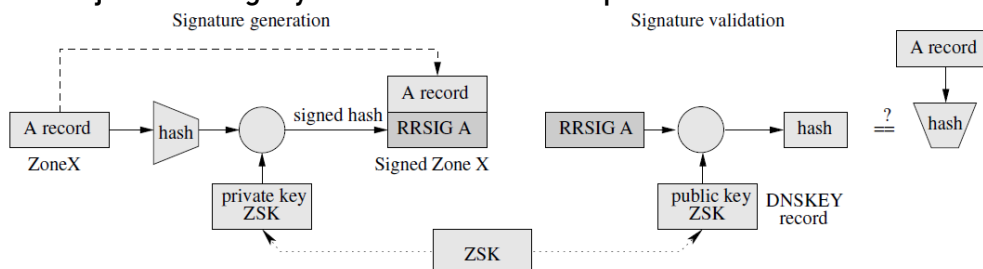 Signature generation
Signature validation
A record
ZoneX
hash
signed hash
A record
RRSIG A
Signed Zone X
private key
ZSK
ZSK
RRSIG A
hash
public key
ZSK
DNSKEY
record
?
==
A record
hash